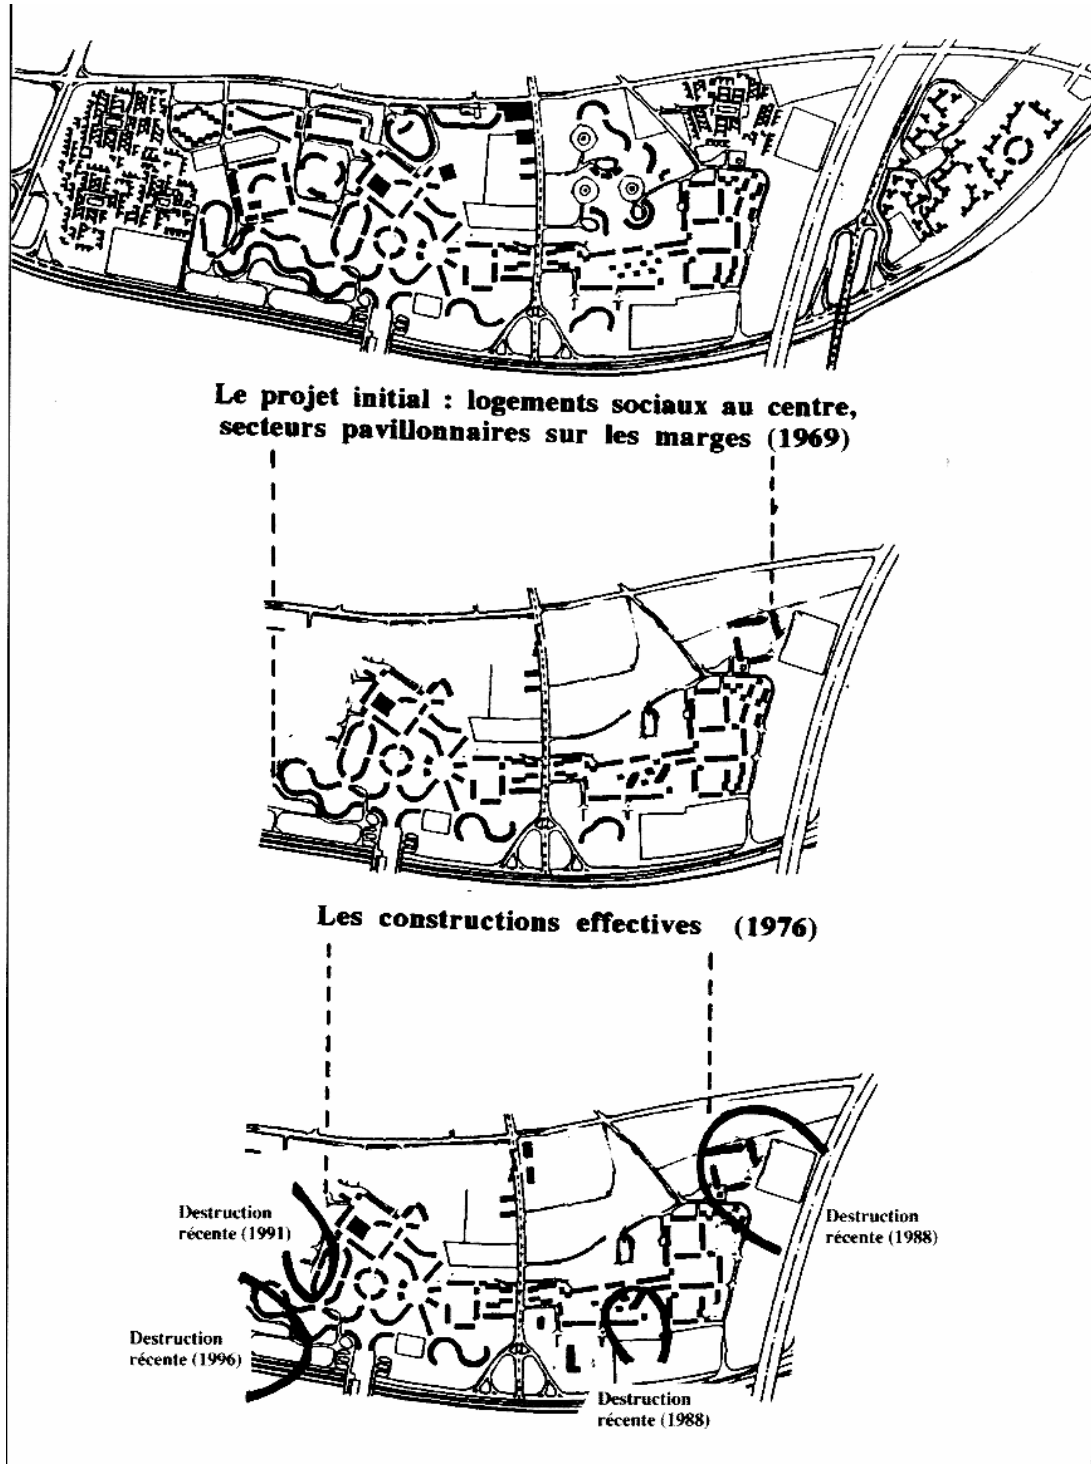 Le projet initial : logements sociaux au centre,
secteurs pavillonnaires sur les marges (1969)
Les constructions effectives (1976)
Destruction
récente (1991)
Destruction
récente (1988)
Destruction
récente (1996)
Destruction
récente (1988)